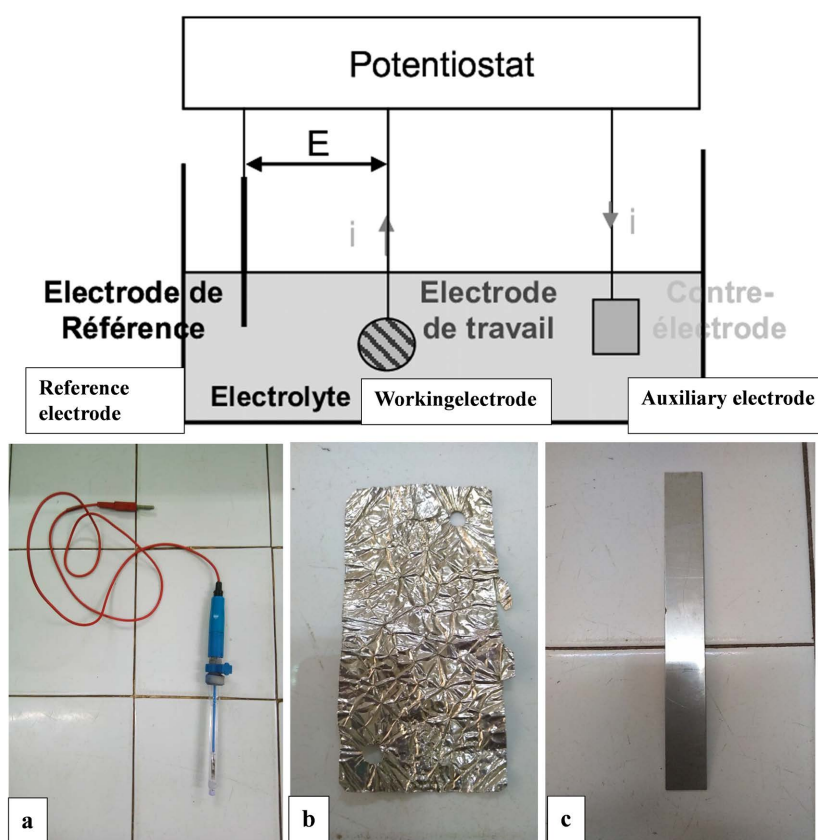 Potentiostat
E
i
i
Electrode de
Référence
Electrode
de travail
Contre-
électrode
Reference
electrode
Electrolyte
Workingelectrode
Auxiliary electrode
a
b
c